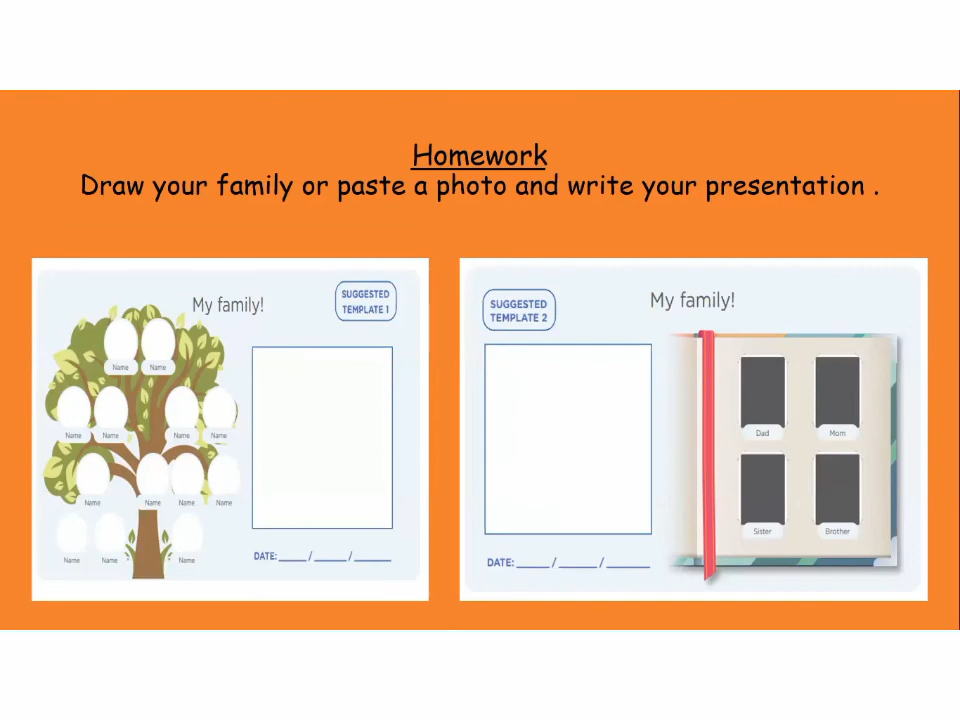 Homework
Draw your family or paste a photo and write your presentation .
My family!
SUGGESTED
TEMPLATE 1
Name Name
Name Name Name Name
Name Name Name Name
Name Name Name
DATE: _____ / _____ / _____
SUGGESTED
TEMPLATE 2
My family!
Dad Mom
Sister Brother
DATE: _____ / _____ / _____